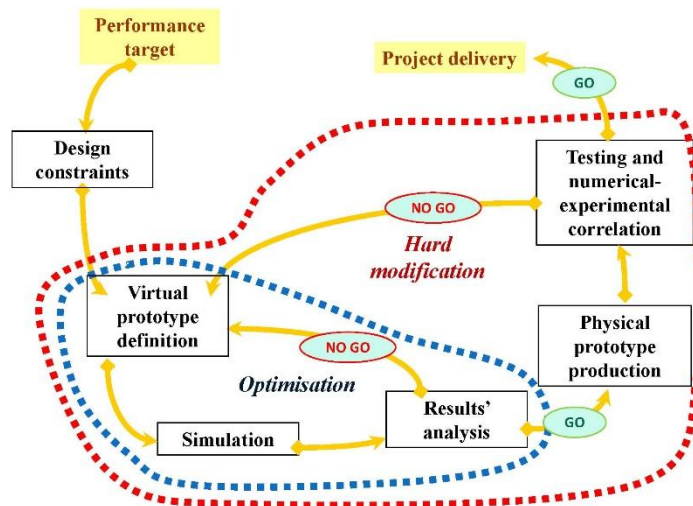 Performance
target
Project delivery
GO
Design
constraints
Testing and
numerical-
experimental
correlation
NO GO
Hard
modification
Virtual
prototype
definition
Physical
prototype
production
NO GO
Optimisation
Results'
analysis
GO
Simulation